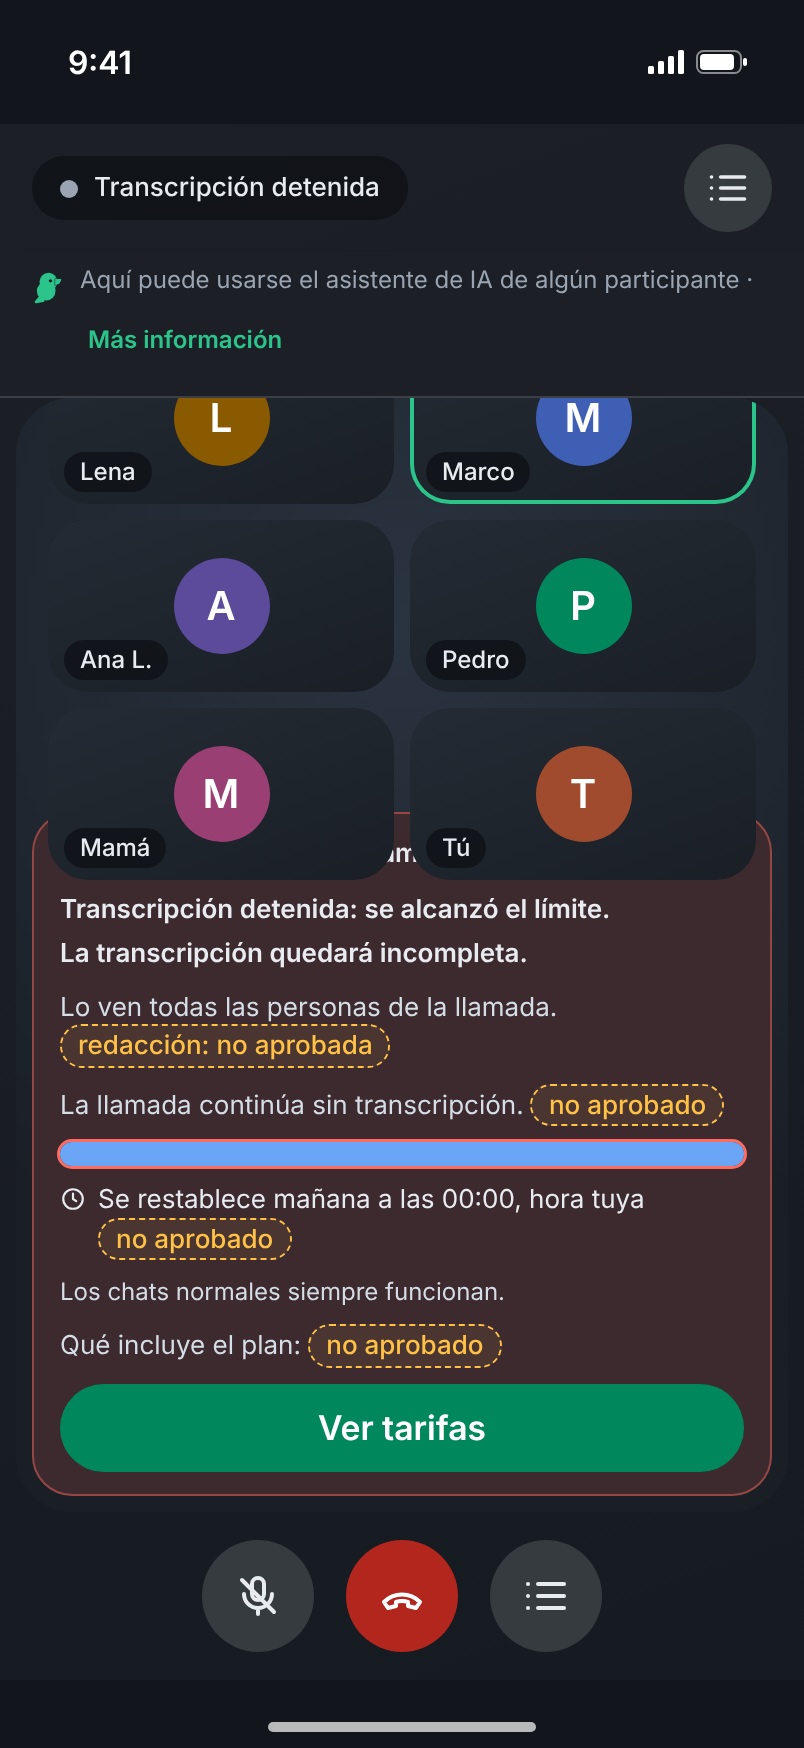 9:41
Transcripción detenida
Aquí puede usarse el asistente de IA de algún participante ·
Más información
L
M
Lena
Marco
A
P
Ana L.
Pedro
M
T
Mamá
Tú
Transcripción detenida: se alcanzó el límite.
La transcripción quedará incompleta.
Lo ven todas las personas de la llamada.
redacción: no aprobada
La llamada continúa sin transcripción. no aprobado
Se restablece mañana a las 00:00, hora tuya
no aprobado
Los chats normales siempre funcionan.
Qué incluye el plan: no aprobado
Ver tarifas